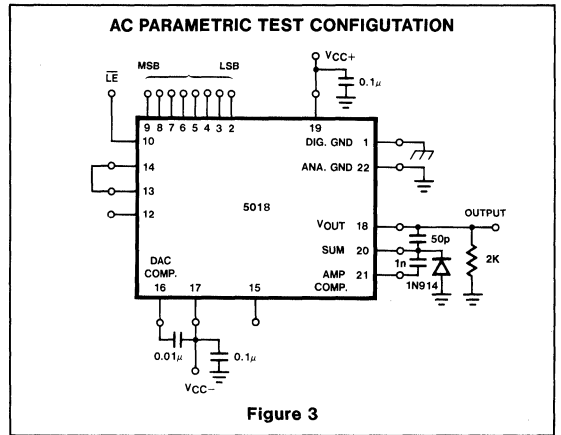 AC PARAMETRIC TEST CONFIGUTATION
VCC+
MSB LSB
LE
0.1μ
9 8 7 6 5 4 3 2 19
10 DIG. GND 1
14 ANA. GND 22
13
12 5018
VOUT 18 OUTPUT
50p
SUM 20
1n 2K
DAC COMP. AMP COMP. 21
1N914
16 17 15
0.01μ 0.1μ
VCC−
Figure 3